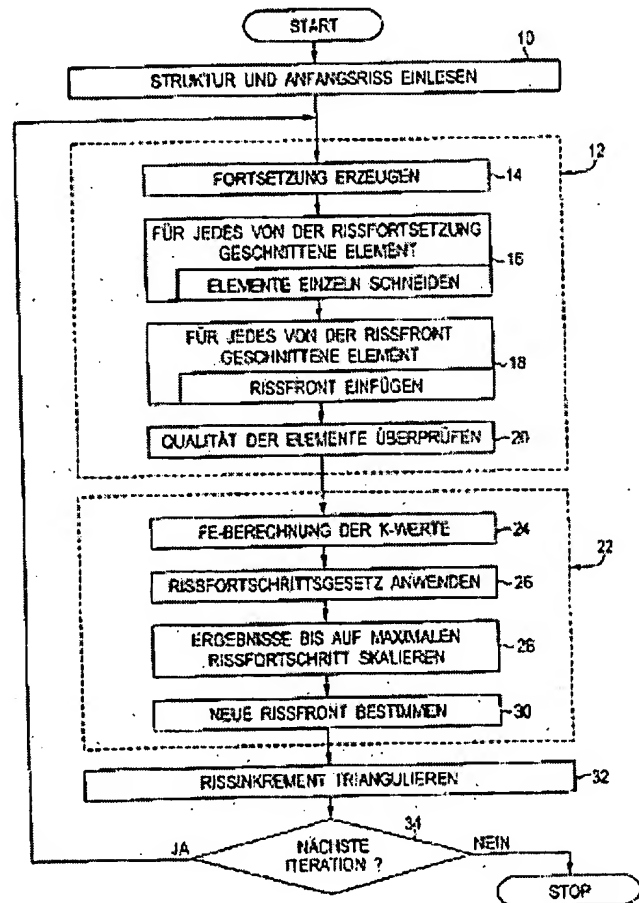 START
10
STRUKTUR UND ANFANGSRISS EINLESEN
12
FORTSETZUNG ERZEUGEN
14
FÜR JEDES VON DER RISSFORTSETZUNG
GESCHNITTENE ELEMENT
16
ELEMENTE EINZELN SCHNEIDEN
FÜR JEDES VON DER RISSFRONT
GESCHNITTENE ELEMENT
18
RISSFRONT EINFÜGEN
QUALITÄT DER ELEMENTE ÜBERPRÜFEN
20
FE-BERECHNUNG DER K-WERTE
24
22
RISSFORTSCHRITTSGESETZ ANWENDEN
26
ERGEBNISSE BIS AUF MAXIMALEN
RISSFORTSCHRITT SKALIEREN
28
NEUE RISSFRONT BESTIMMEN
30
RISSINKREMENT TRIANGULIEREN
32
34
JA
NÄCHSTE
ITERATION ?
NEIN
STOP